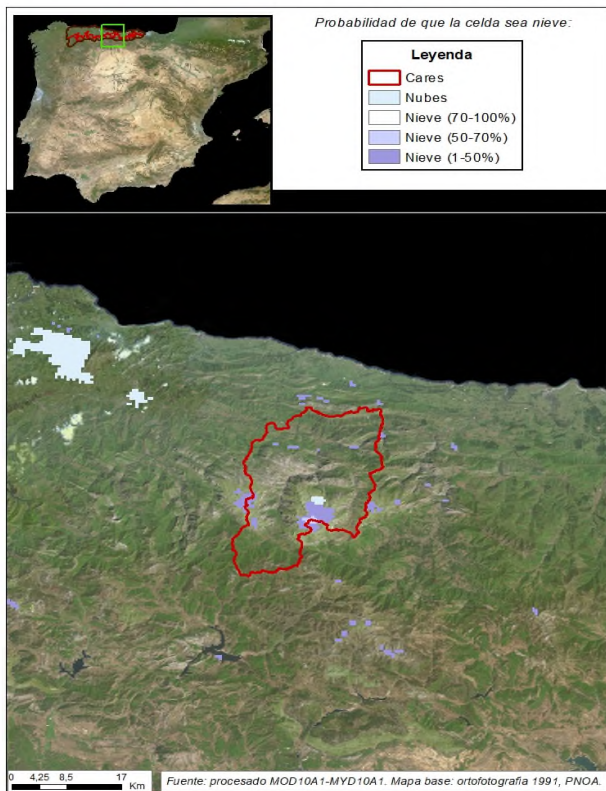 Probabilidad de que la celda sea nieve:
Leyenda
Cares
Nubes
Nieve (70-100%)
Nieve (50-70%)
Nieve (1-50%)
0 4,25 8,5 17
Km
Fuente: procesado MOD10A1-MYD10A1. Mapa base: ortofotografia 1991, PNOA.